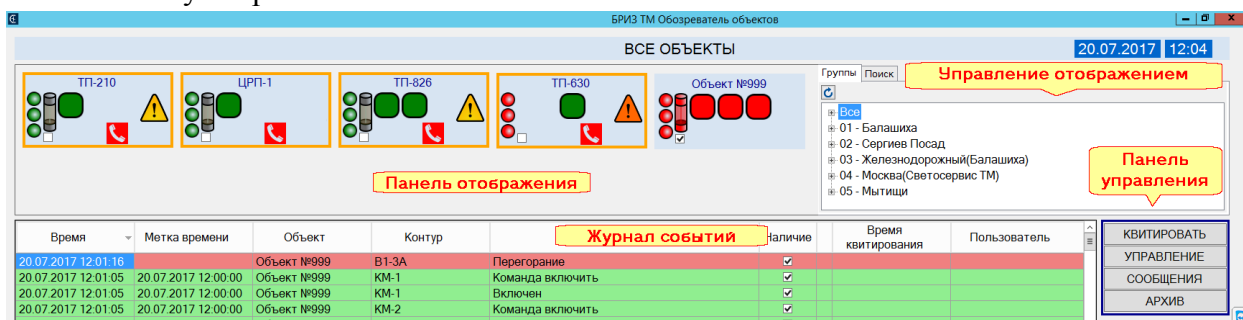 БРИЗ ТМ Обозреватель объектов
ВСЕ ОБЪЕКТЫ
20.07.2017 12:04
ТП-210
ЦРП-1
ТП-826
ТП-630
Объект №999
Панель отображения
Группы Поиск
Управление отображением
Все
01 - Балашиха
02 - Сергиев Посад
03 - Железнодорожный(Балашиха)
04 - Москва(Светосервис ТМ)
05 - Мытищи
Панель
управления
Время Метка времени Объект Контур Журнал событий Наличие Время квитирования Пользователь
20.07.2017 12:01:16 Объект №999 В1-3А Перегорание
20.07.2017 12:01:05 20.07.2017 12:00:00 Объект №999 КМ-1 Команда включить
20.07.2017 12:01:05 20.07.2017 12:00:00 Объект №999 КМ-1 Включен
20.07.2017 12:01:05 20.07.2017 12:00:00 Объект №999 КМ-2 Команда включить
КВИТИРОВАТЬ
УПРАВЛЕНИЕ
СООБЩЕНИЯ
АРХИВ